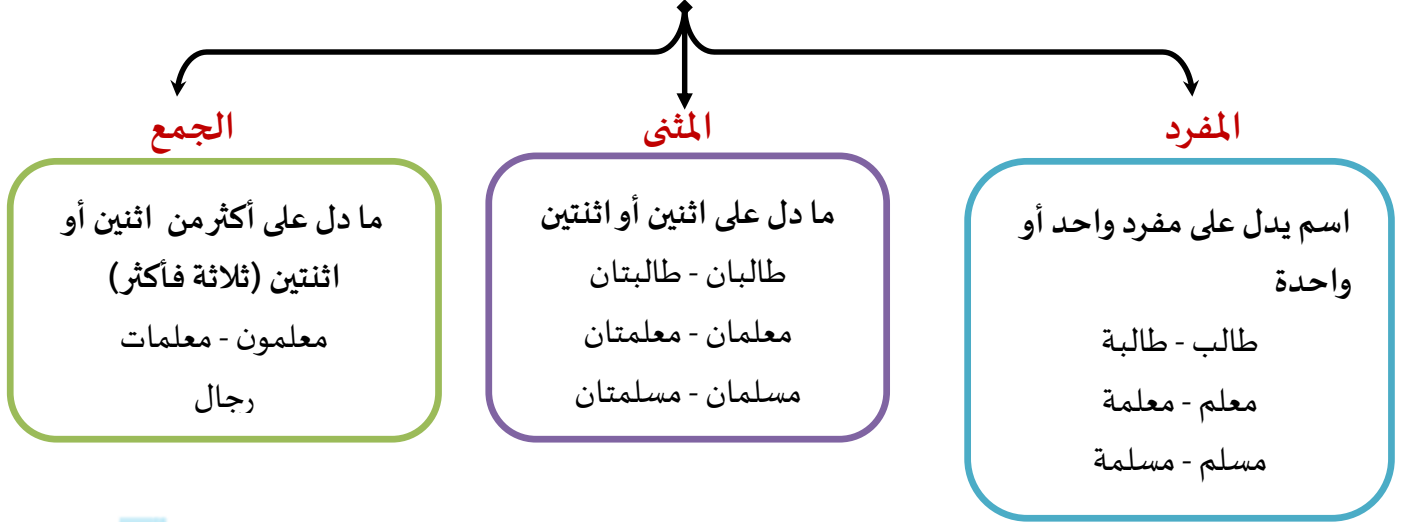 المفرد
اسم يدل على مفرد واحد أو
واحدة
طالب - طالبة
معلم - معلمة
مسلم - مسلمة
المثنى
ما دل على اثنين أو اثنتين
طالبان - طالبتان
معلمان - معلمتان
مسلمان - مسلمتان
الجمع
ما دل على أكثر من اثنين أو
اثنتين (ثلاثة فأكثر)
معلمون - معلمات
رجال